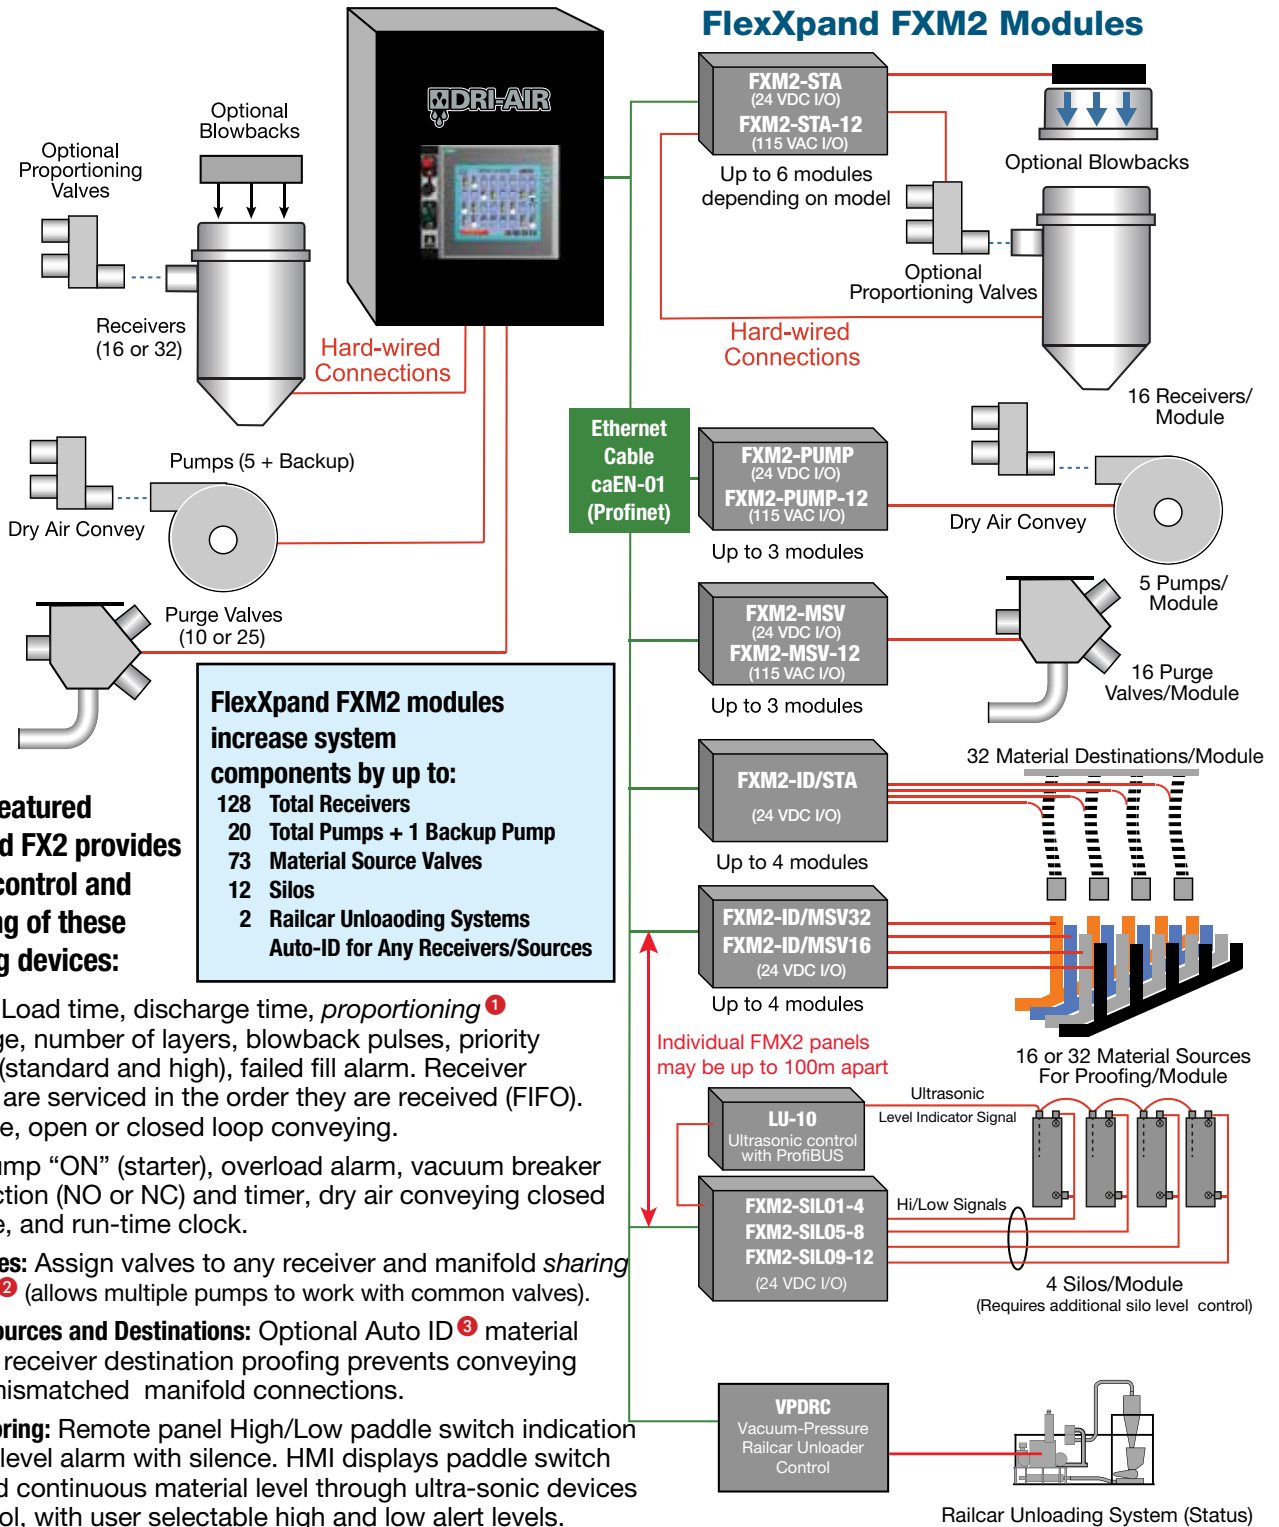 FlexXpand FXM2 Modules
DRI-AIR
Optional
Blowbacks
Optional
Proportioning
Valves
Receivers
(16 or 32)
Hard-wired
Connections
Pumps (5 + Backup)
Dry Air Convey
Purge Valves
(10 or 25)
FXM2-STA
(24 VDC I/O)
FXM2-STA-12
(115 VAC I/O)
Up to 6 modules
depending on model
Optional Blowbacks
Optional
Proportioning Valves
Hard-wired
Connections
16 Receivers/
Module
Ethernet
Cable
caEN-01
(Profinet)
FXM2-PUMP
(24 VDC I/O)
FXM2-PUMP-12
(115 VAC I/O)
Up to 3 modules
Dry Air Convey
5 Pumps/
Module
FXM2-MSV
(24 VDC I/O)
FXM2-MSV-12
(115 VAC I/O)
Up to 3 modules
16 Purge
Valves/Module
FlexXpand FXM2 modules
increase system
components by up to:
128 Total Receivers
20 Total Pumps + 1 Backup Pump
73 Material Source Valves
12 Silos
2 Railcar Unloaoding Systems
Auto-ID for Any Receivers/Sources
32 Material Destinations/Module
FXM2-ID/STA
(24 VDC I/O)
Up to 4 modules
FXM2-ID/MSV32
FXM2-ID/MSV16
(24 VDC I/O)
Up to 4 modules
16 or 32 Material Sources
For Proofing/Module
Individual FMX2 panels
may be up to 100m apart
LU-10
Ultrasonic control
with ProfiBUS
Ultrasonic
Level Indicator Signal
FXM2-SILO1-4
FXM2-SILO5-8
FXM2-SILO9-12
(24 VDC I/O)
Hi/Low Signals
4 Silos/Module
(Requires additional silo level control)
VPDRC
Vacuum-Pressure
Railcar Unloader
Control
Railcar Unloading System (Status)
eatured
d FX2 provides
control and
ng of these
g devices:
Load time, discharge time, proportioning 1
ge, number of layers, blowback pulses, priority
(standard and high), failed fill alarm. Receiver
are serviced in the order they are received (FIFO).
e, open or closed loop conveying.
ump “ON” (starter), overload alarm, vacuum breaker
ction (NO or NC) and timer, dry air conveying closed
e, and run-time clock.
es: Assign valves to any receiver and manifold sharing
2 (allows multiple pumps to work with common valves).
ources and Destinations: Optional Auto ID 3 material
receiver destination proofing prevents conveying
mismatched manifold connections.
oring: Remote panel High/Low paddle switch indication
level alarm with silence. HMI displays paddle switch
d continuous material level through ultra-sonic devices
ol, with user selectable high and low alert levels.